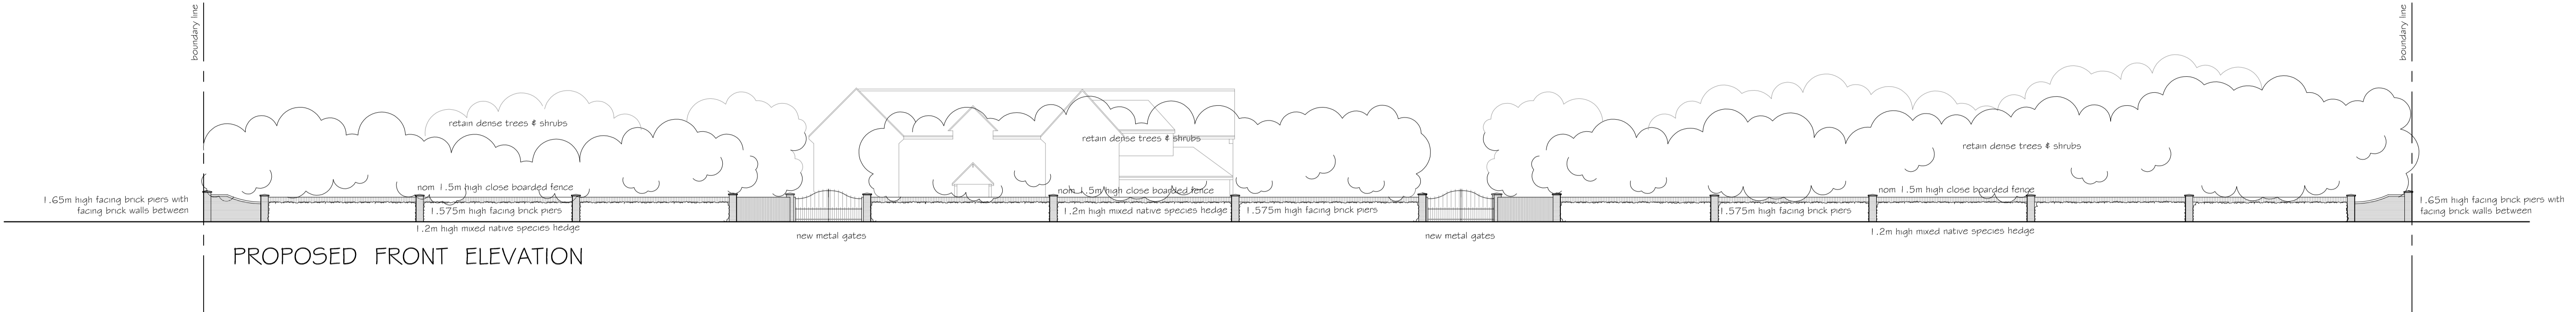 boundary line
boundary line
retain dense trees & shrubs
retain dense trees & shrubs
retain dense trees & shrubs
nom 1.5m high close boarded fence
nom 1.5m high close boarded fence
nom 1.5m high close boarded fence
1.65m high facing brick piers with
facing brick walls between
1.575m high facing brick piers
1.2m high mixed native species hedge
1.575m high facing brick piers
1.575m high facing brick piers
1.65m high facing brick piers with
facing brick walls between
1.2m high mixed native species hedge
new metal gates
new metal gates
1.2m high mixed native species hedge
PROPOSED FRONT ELEVATION